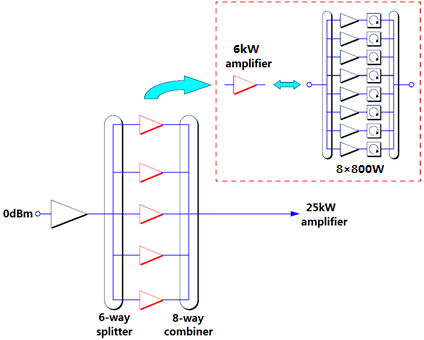 6kW
amplifier
8×800W
0dBm
25kW
amplifier
6-way
splitter
8-way
combiner